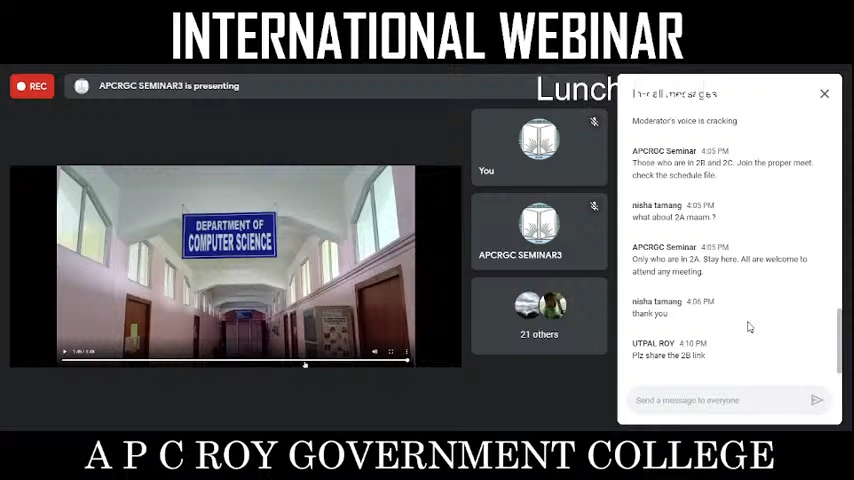 INTERNATIONAL WEBINAR
REC
APCRGC SEMINAR3 is presenting
Lunch
In-call messages
Moderator's voice is cracking
APCRGC Seminar 4:05 PM
Those who are in 2B and 2C. Join the proper meet.
check the schedule file.
nisha tamang 4:05 PM
what about 2A maam.?
APCRGC Seminar 4:05 PM
Only who are in 2A. Stay here. All are welcome to
attend any meeting.
nisha tamang 4:06 PM
thank you
UTPAL ROY 4:10 PM
Plz share the 2B link
Send a message to everyone
You
APCRGC SEMINAR3
21 others
DEPARTMENT OF
COMPUTER SCIENCE
A P C ROY GOVERNMENT COLLEGE